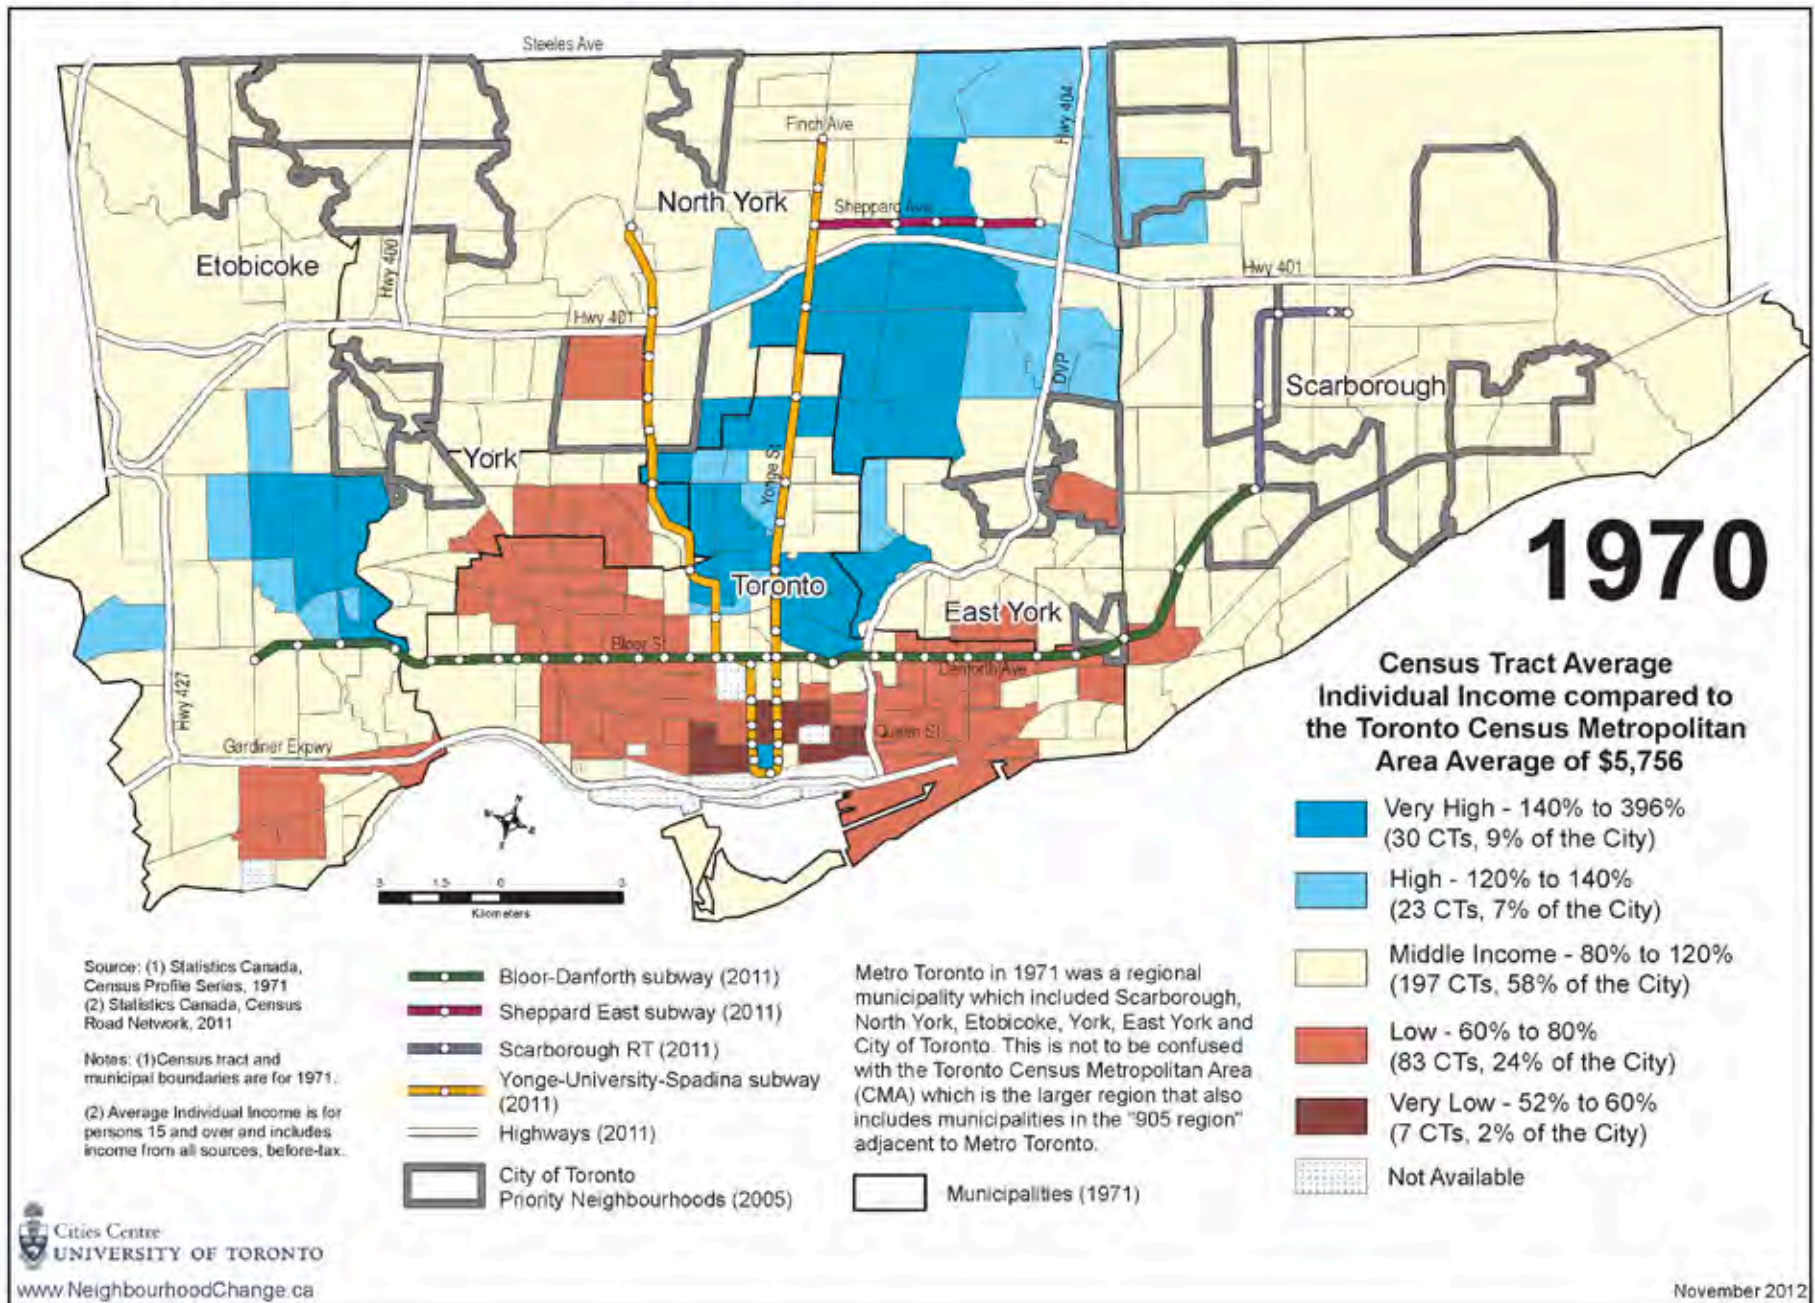 Steeles Ave
Hwy 404
Finch Ave
North York
Sheppard Ave
Etobicoke
Hwy 400
Hwy 401
Hwy 401
DVP
Scarborough
York
Yonge St
1970
Toronto
East York
Bloor St
Danforth Ave
Hwy 427
Queen St
Gardiner Expwy
Census Tract Average
Individual Income compared to
the Toronto Census Metropolitan
Area Average of $5,756
Very High - 140% to 396%
(30 CTs, 9% of the City)
High - 120% to 140%
(23 CTs, 7% of the City)
Middle Income - 80% to 120%
(197 CTs, 58% of the City)
Low - 60% to 80%
(83 CTs, 24% of the City)
Very Low - 52% to 60%
(7 CTs, 2% of the City)
Not Available
3 1.5 0 3
Kilometers
Source: (1) Statistics Canada,
Census Profile Series, 1971
(2) Statistics Canada, Census
Road Network, 2011
Notes: (1)Census tract and
municipal boundaries are for 1971.
(2) Average Individual Income is for
persons 15 and over and includes
income from all sources, before-tax.
Bloor-Danforth subway (2011)
Sheppard East subway (2011)
Scarborough RT (2011)
Yonge-University-Spadina subway
(2011)
Highways (2011)
City of Toronto
Priority Neighbourhoods (2005)
Metro Toronto in 1971 was a regional
municipality which included Scarborough,
North York, Etobicoke, York, East York and
City of Toronto. This is not to be confused
with the Toronto Census Metropolitan Area
(CMA) which is the larger region that also
includes municipalities in the "905 region"
adjacent to Metro Toronto.
Municipalities (1971)
Cities Centre
UNIVERSITY OF TORONTO
www.NeighbourhoodChange.ca
November 2012